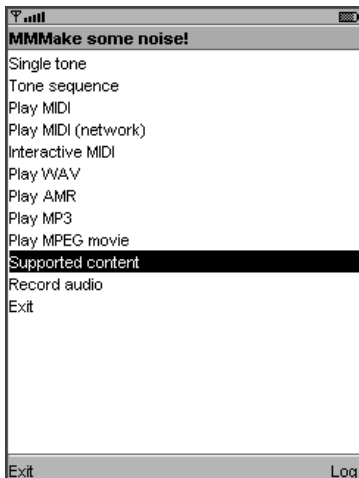 MMMake some noise!
Single tone
Tone sequence
Play MIDI
Play MIDI (network)
Interactive MIDI
Play WAV
Play AMR
Play MP3
Play MPEG movie
Supported content
Record audio
Exit
Exit Log